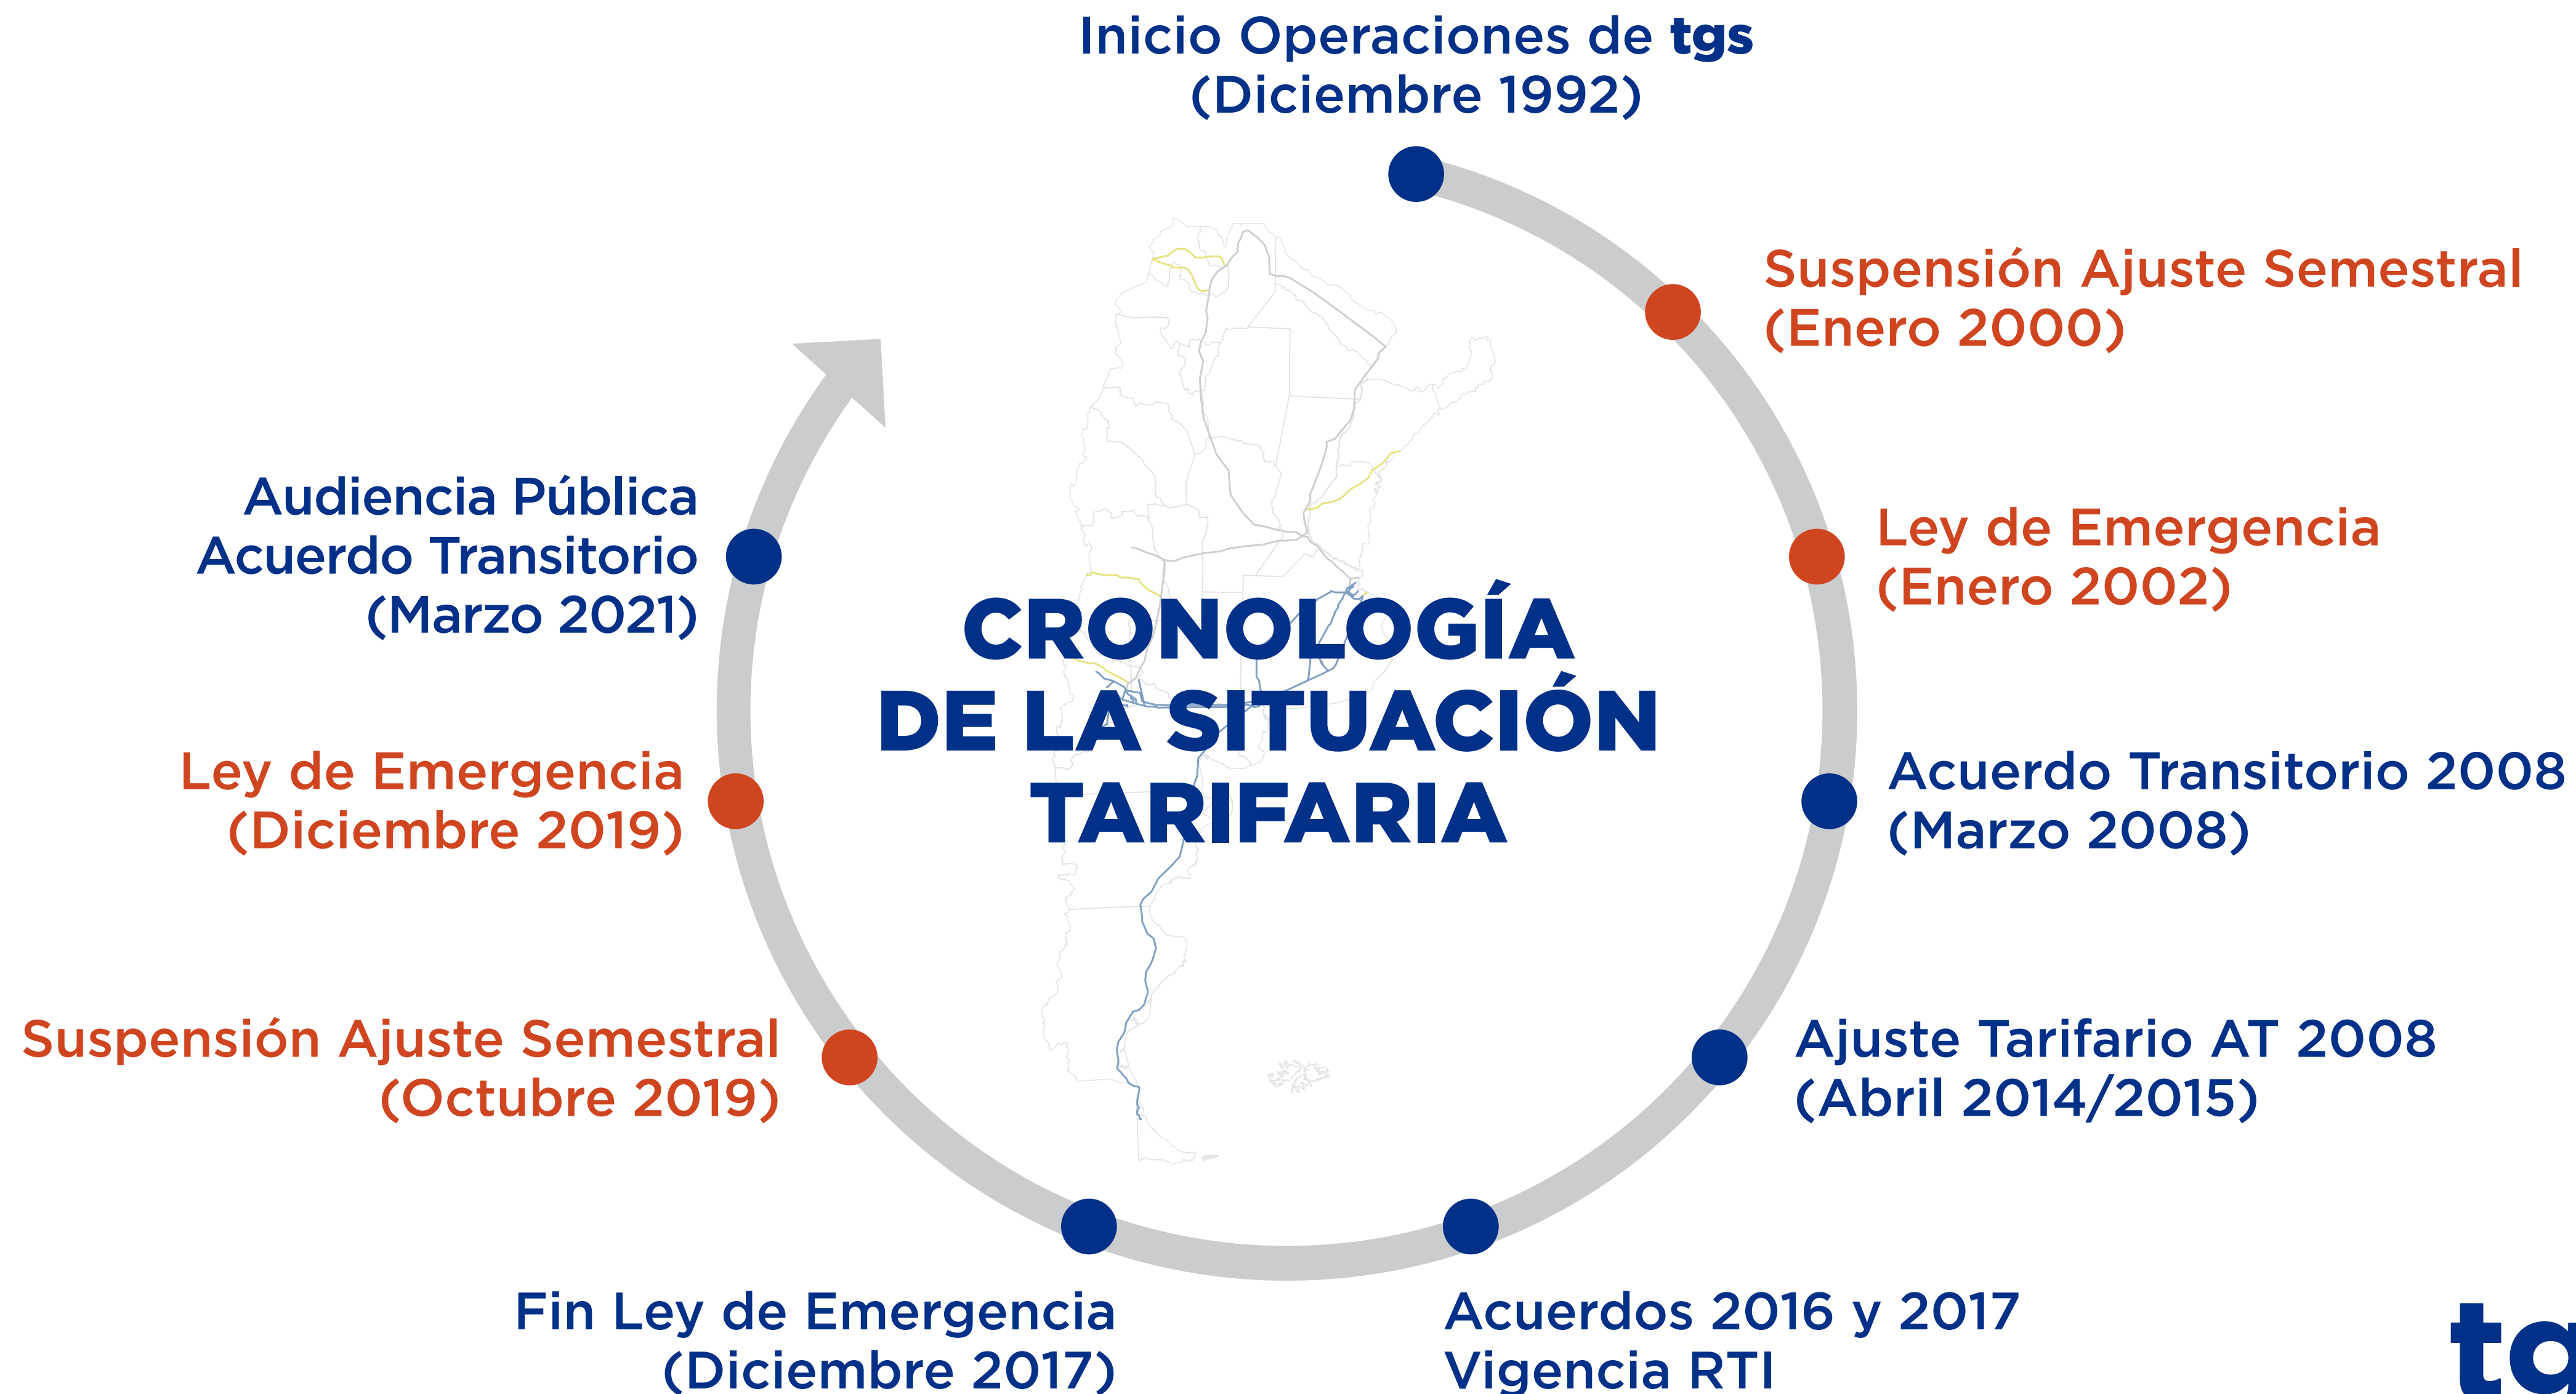 Inicio Operaciones de tgs
(Diciembre 1992)
Suspensión Ajuste Semestral
(Enero 2000)
Ley de Emergencia
(Enero 2002)
Acuerdo Transitorio 2008
(Marzo 2008)
Ajuste Tarifario AT 2008
(Abril 2014/2015)
Acuerdos 2016 y 2017
Vigencia RTI
Fin Ley de Emergencia
(Diciembre 2017)
Suspensión Ajuste Semestral
(Octubre 2019)
Ley de Emergencia
(Diciembre 2019)
Audiencia Pública
Acuerdo Transitorio
(Marzo 2021)
CRONOLOGÍA
DE LA SITUACIÓN
TARIFARIA